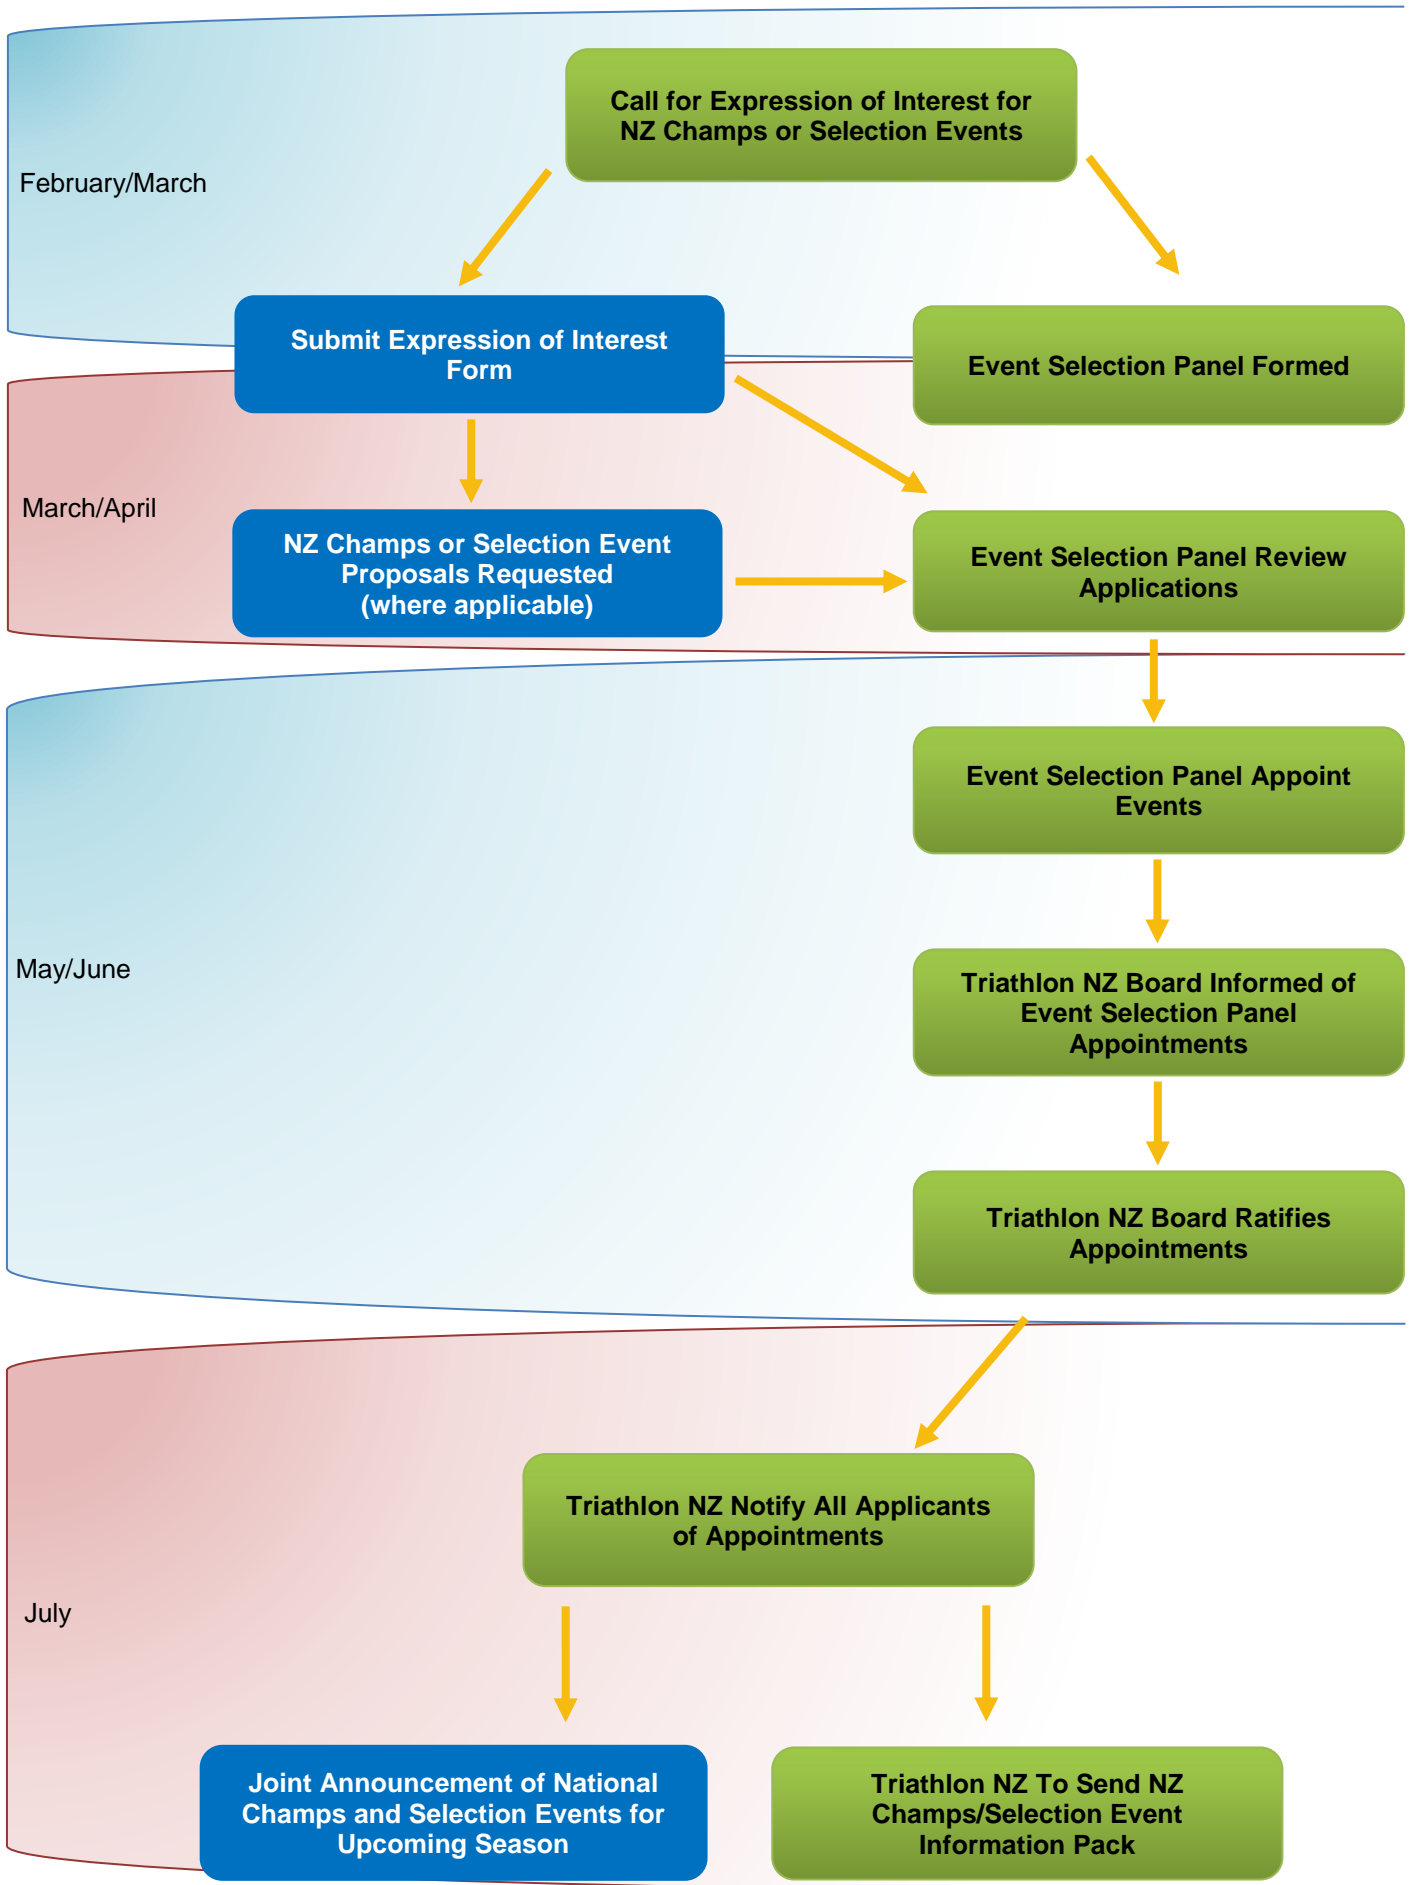 Call for Expression of Interest for
NZ Champs or Selection Events
February/March
Submit Expression of Interest
Form
Event Selection Panel Formed
March/April
NZ Champs or Selection Event
Proposals Requested
(where applicable)
Event Selection Panel Review
Applications
Event Selection Panel Appoint
Events
May/June
Triathlon NZ Board Informed of
Event Selection Panel
Appointments
Triathlon NZ Board Ratifies
Appointments
Triathlon NZ Notify All Applicants
of Appointments
July
Joint Announcement of National
Champs and Selection Events for
Upcoming Season
Triathlon NZ To Send NZ
Champs/Selection Event
Information Pack